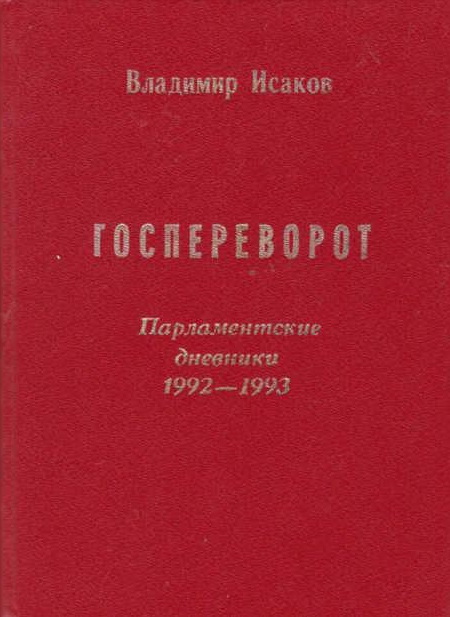 Владимир Исаков
ГОСПЕРЕВОРОТ
Парламентские
дневники
1992—1993